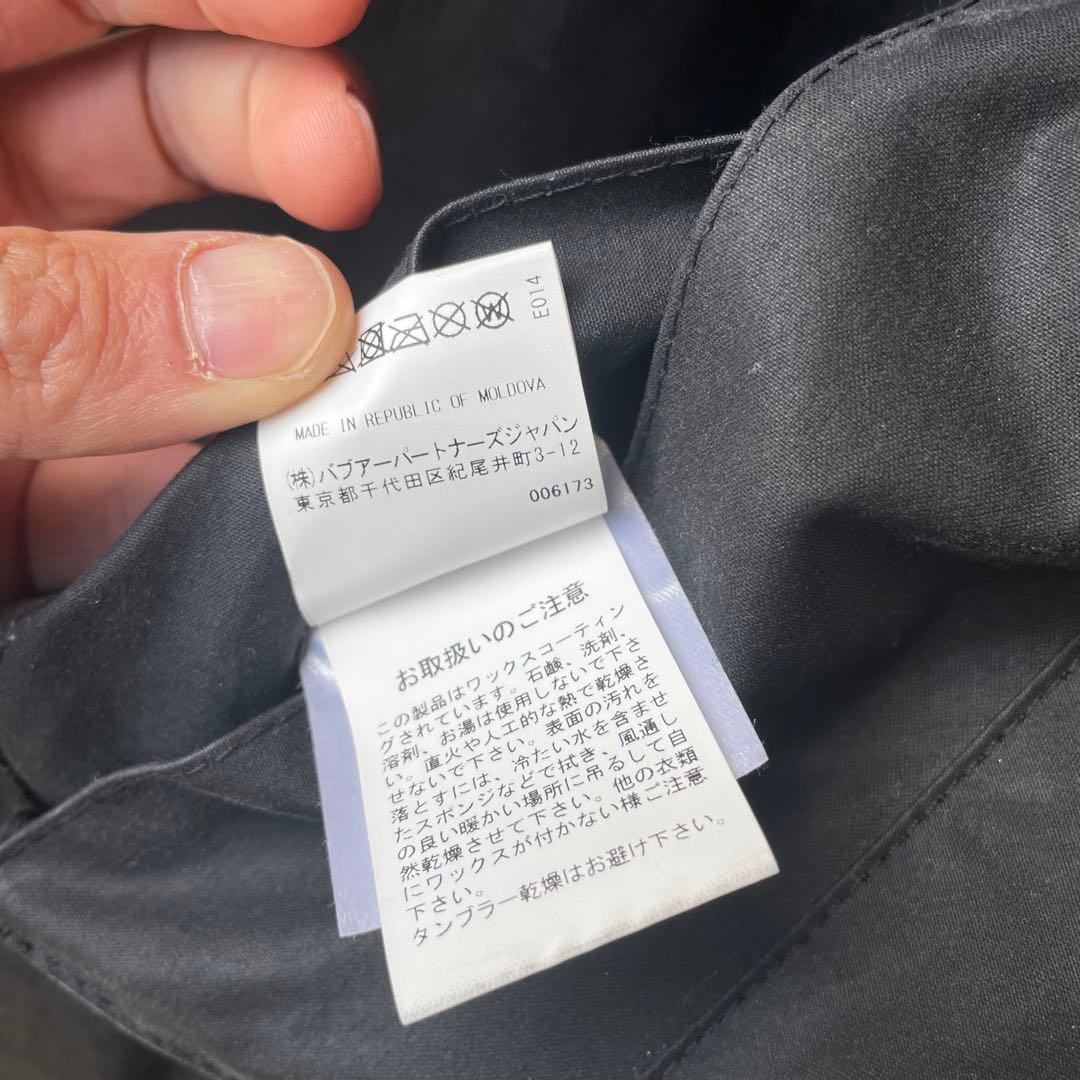 E014
MADE IN REPUBLIC OF MOLDOVA
(株)バブアーパートナーズジャパン
東京都千代田区紀尾井町3-12
006173
お取扱いのご注意
この製品はワックスコーティン
グされています。石鹸、洗剤、
溶剤、お湯は使用しないで下さ
い。直火や人工的な熱で乾燥さ
せないで下さい。表面の汚れを
落とすには、冷たい水を含ませ
たスポンジなどで拭き、風通し
の良い暖かい場所に吊るして自
然乾燥させて下さい。他の衣類
にワックスが付かない様ご注意
下さい。
タンブラー乾燥はお避け下さい。